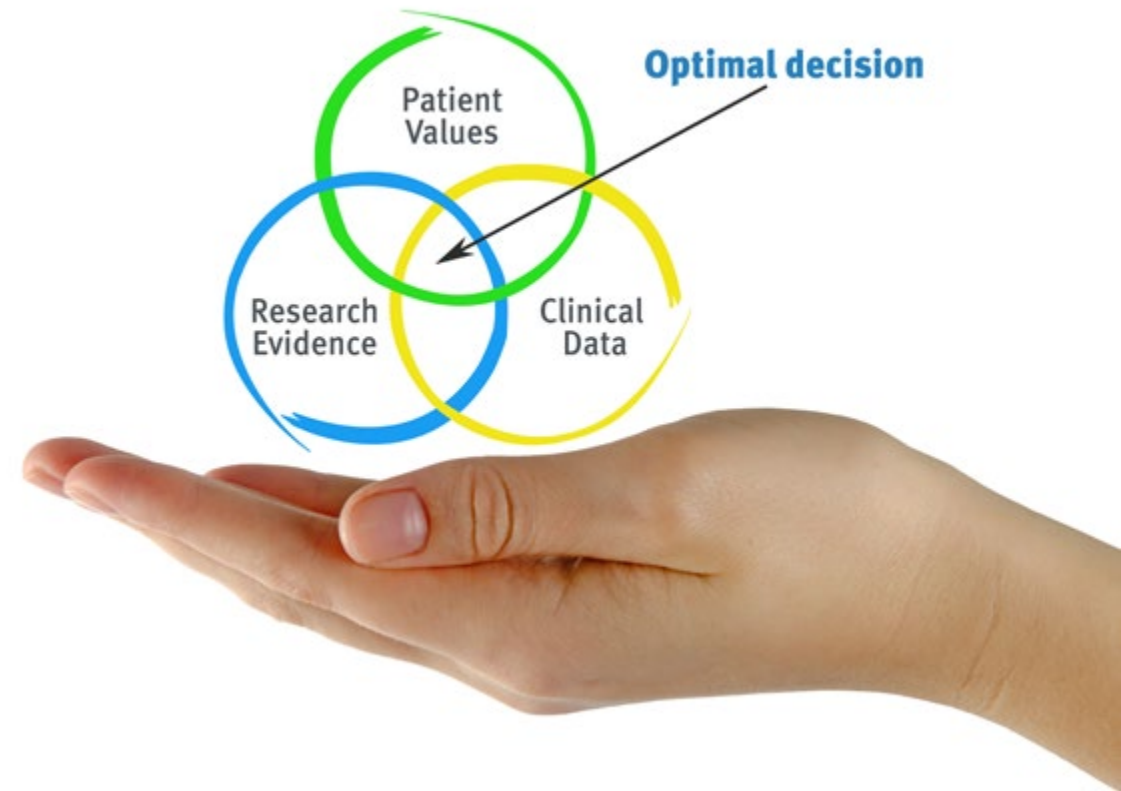 Optimal decision
Patient
Values
Research
Evidence
Clinical
Data